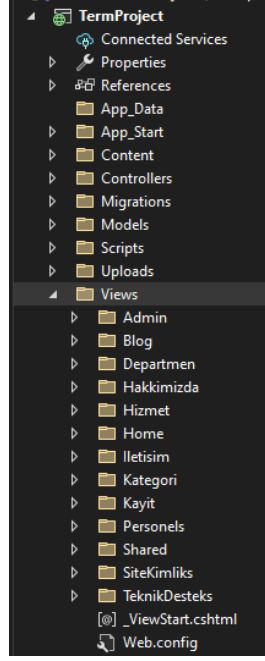 TermProject
Connected Services
Properties
References
App_Data
App_Start
Content
Controllers
Migrations
Models
Scripts
Uploads
Views
Admin
Blog
Departmen
Hakkimizda
Hizmet
Home
Iletisim
Kategori
Kayit
Personels
Shared
SiteKimliks
TeknikDesteks
[@] _ViewStart.cshtml
Web.config